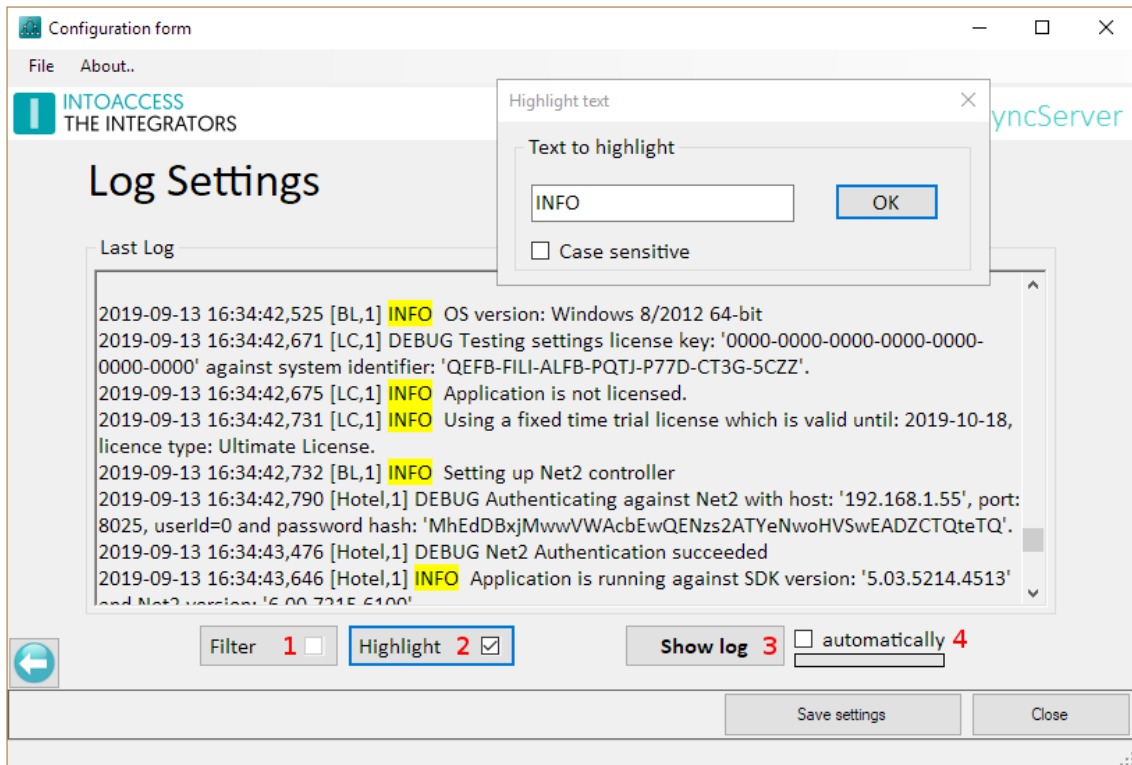 Configuration form
File About..
INTOACCESS
THE INTEGRATORS
yncServer
Highlight text
Text to highlight
INFO
OK
Case sensitive
Log Settings
Last Log
2019-09-13 16:34:42,525 [BL,1] INFO OS version: Windows 8/2012 64-bit
2019-09-13 16:34:42,671 [LC,1] DEBUG Testing settings license key: '0000-0000-0000-0000-0000-
0000-0000' against system identifier: 'QEFB-FILI-ALFB-PQTJ-P77D-CT3G-5CZZ'.
2019-09-13 16:34:42,675 [LC,1] INFO Application is not licensed.
2019-09-13 16:34:42,731 [LC,1] INFO Using a fixed time trial license which is valid until: 2019-10-18,
licence type: Ultimate License.
2019-09-13 16:34:42,732 [BL,1] INFO Setting up Net2 controller
2019-09-13 16:34:42,790 [Hotel,1] DEBUG Authenticating against Net2 with host: '192.168.1.55', port:
8025, userId=0 and password hash: 'MhEdDBxjMwwVWAcbEwQENzs2ATYeNwoHVSwEADZCTQteTQ'.
2019-09-13 16:34:43,476 [Hotel,1] DEBUG Net2 Authentication succeeded
2019-09-13 16:34:43,646 [Hotel,1] INFO Application is running against SDK version: '5.03.5214.4513'
and Net2 version: '6.00.7215.6100'
Filter 1
Highlight 2
Show log 3
automatically 4
Save settings
Close